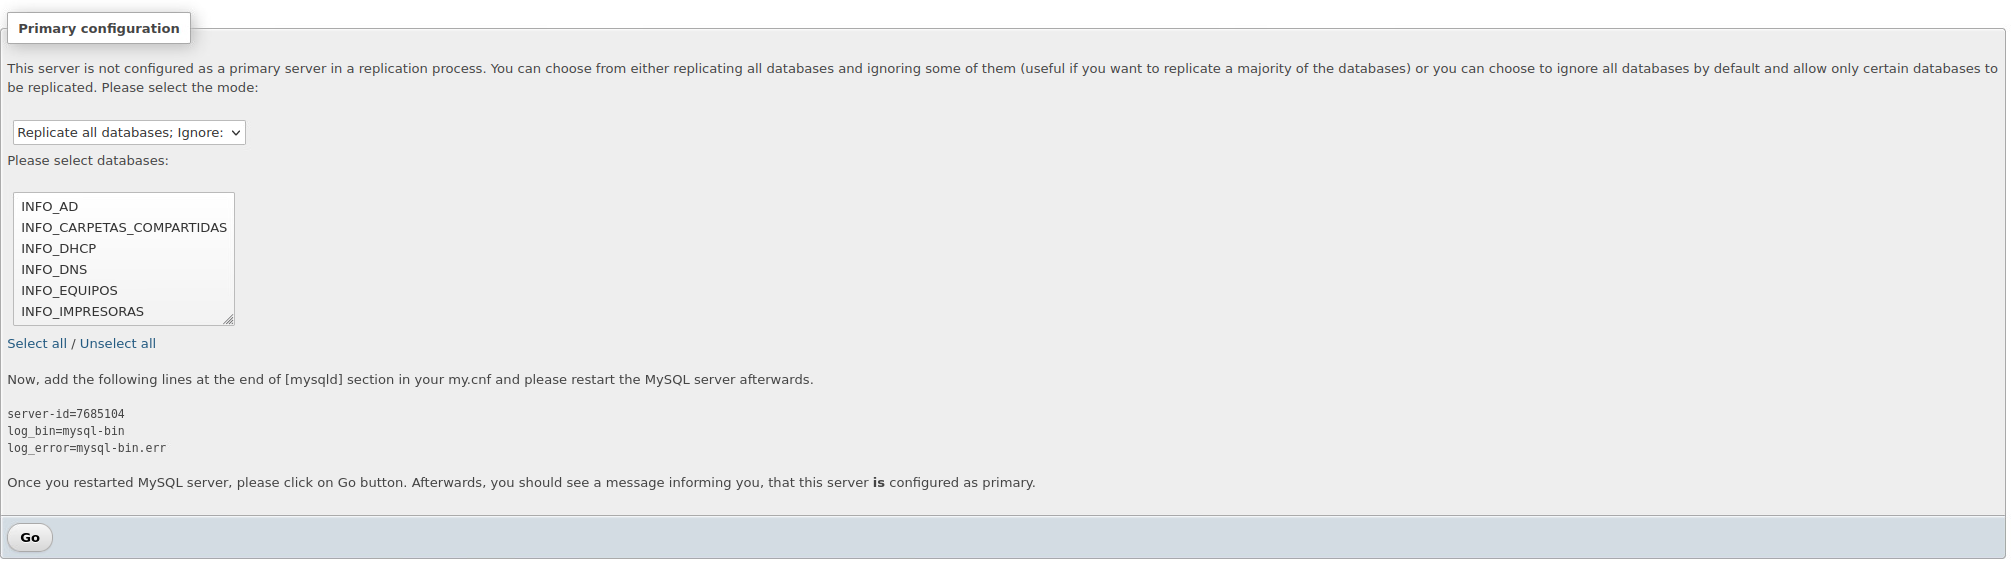 Primary configuration
This server is not configured as a primary server in a replication process. You can choose from either replicating all databases and ignoring some of them (useful if you want to replicate a majority of the databases) or you can choose to ignore all databases by default and allow only certain databases to
be replicated. Please select the mode:
Replicate all databases; Ignore:
Please select databases:
INFO_AD
INFO_CARPETAS_COMPARTIDAS
INFO_DHCP
INFO_DNS
INFO_EQUIPOS
INFO_IMPRESORAS
Select all / Unselect all
Now, add the following lines at the end of [mysqld] section in your my.cnf and please restart the MySQL server afterwards.
server-id=7685104
log_bin=mysql-bin
log_error=mysql-bin.err
Once you restarted MySQL server, please click on Go button. Afterwards, you should see a message informing you, that this server is configured as primary.
Go